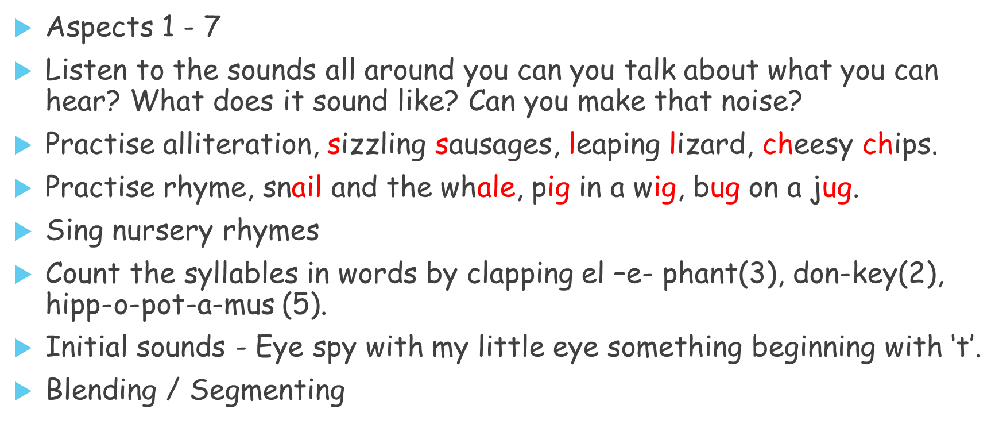 Aspects 1 - 7
Listen to the sounds all around you can you talk about what you can
hear? What does it sound like? Can you make that noise?
Practise alliteration, sizzling sausages, leaping lizard, cheesy chips.
Practise rhyme, snail and the whale, pig in a wig, bug on a jug.
Sing nursery rhymes
Count the syllables in words by clapping el –e- phant(3), don-key(2),
hipp-o-pot-a-mus (5).
Initial sounds - Eye spy with my little eye something beginning with ‘t’.
Blending / Segmenting